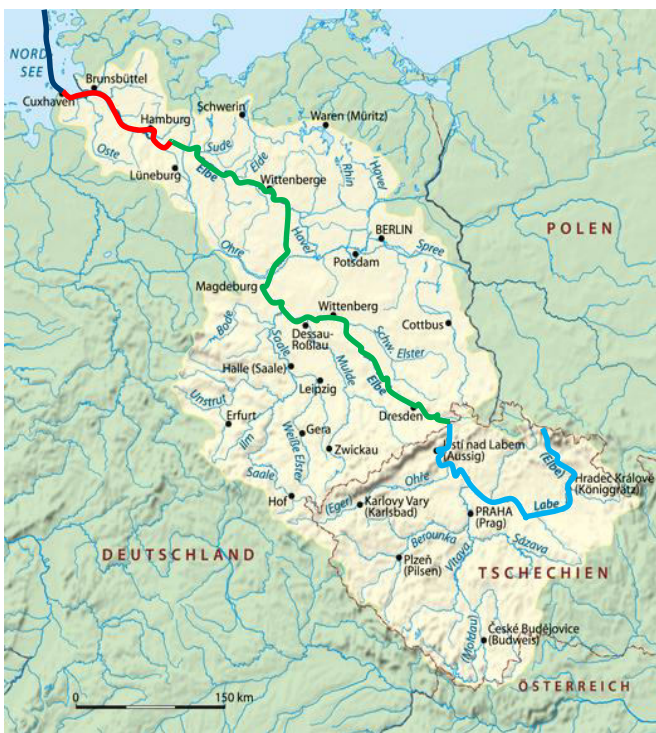 NORD
SEE
Brunsbüttel
Cuxhaven
Hamburg
Schwerin
Waren (Müritz)
Oste
Sude
Elde
Lüneburg
Elbe
Wittenberge
Rhin
Havel
POLEN
BERLIN
Havel
Spree
Ohre
Potsdam
Magdeburg
Wittenberg
Bode
Dessau-
Roßlau
Cottbus
Schw.
Elster
Saale
Halle (Saale)
Mulde
Elbe
Leipzig
Unstrut
Erfurt
Ilm
Gera
Dresden
Weiße Elster
Zwickau
stí nad Labem
(Aussig)
(Elbe)
Hradec Králové
(Königgrätz)
Saale
Hof
Ohre
(Eger)
Karlovy Vary
(Karlsbad)
PRAHA
(Prag)
Labe
DEUTSCHLAND
Berounka
Plzeň
(Pilsen)
Vltava
Sázava
TSCHECHIEN
(Moldau)
České Budějovice
(Budweis)
ÖSTERREICH
0
150 km